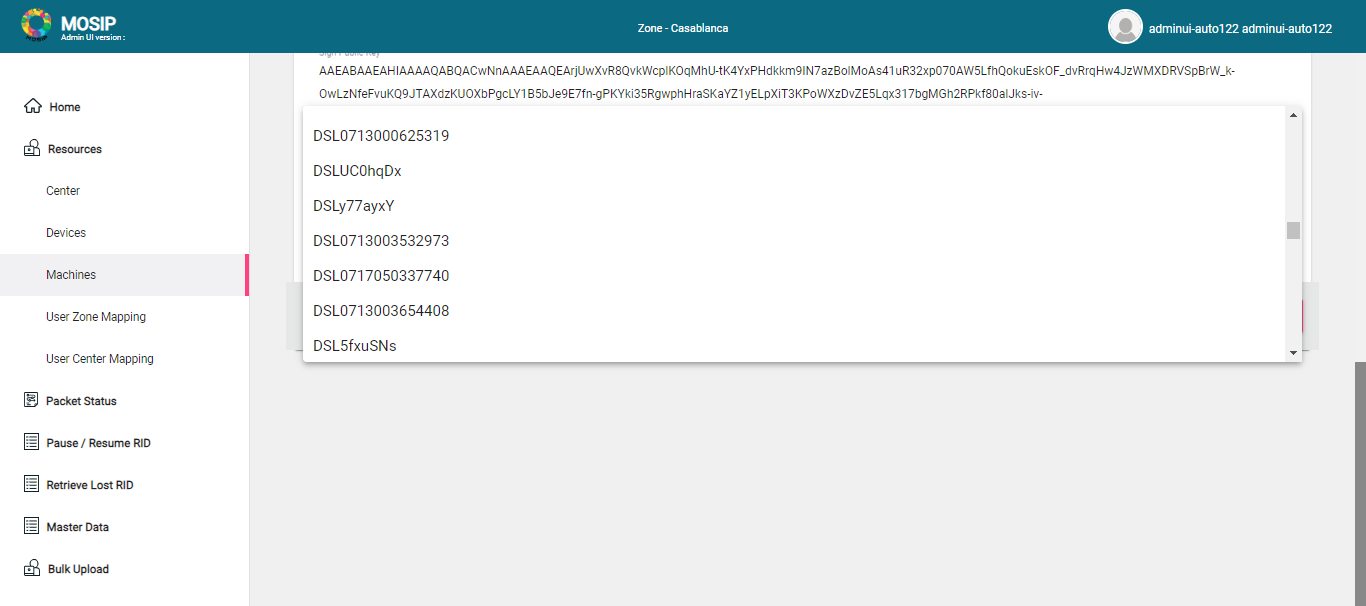 MOSIP
Admin UI version :
Zone - Casablanca
adminui-auto122 adminui-auto122
Home
Resources
Center
Devices
Machines
User Zone Mapping
User Center Mapping
Packet Status
Pause / Resume RID
Retrieve Lost RID
Master Data
Bulk Upload
Sign Public Key
AAEABAAEAHIAAAAQABQACwNnAAAEAAQEArjUwXvR8QvkWcpIKOqMhU-tK4YxPHdkkm9IN7azBolMoAs41uR32xp070AW5LfhQokuEskOF_dvRrqHw4JzWMXDRVSpBrW_k-
OwLzNfeFvuKQ9JTAXdzKUOXbPgcLY1B5bJe9E7fn-gPKYki35RgwphHraSKaYZ1yELpXiT3KPoWXzDvZE5Lqx317bgMGh2RPkf80alJks-iv-
DSL0713000625319
DSLUC0hqDx
DSLy77ayxY
DSL0713003532973
DSL0717050337740
DSL0713003654408
DSL5fxuSNs